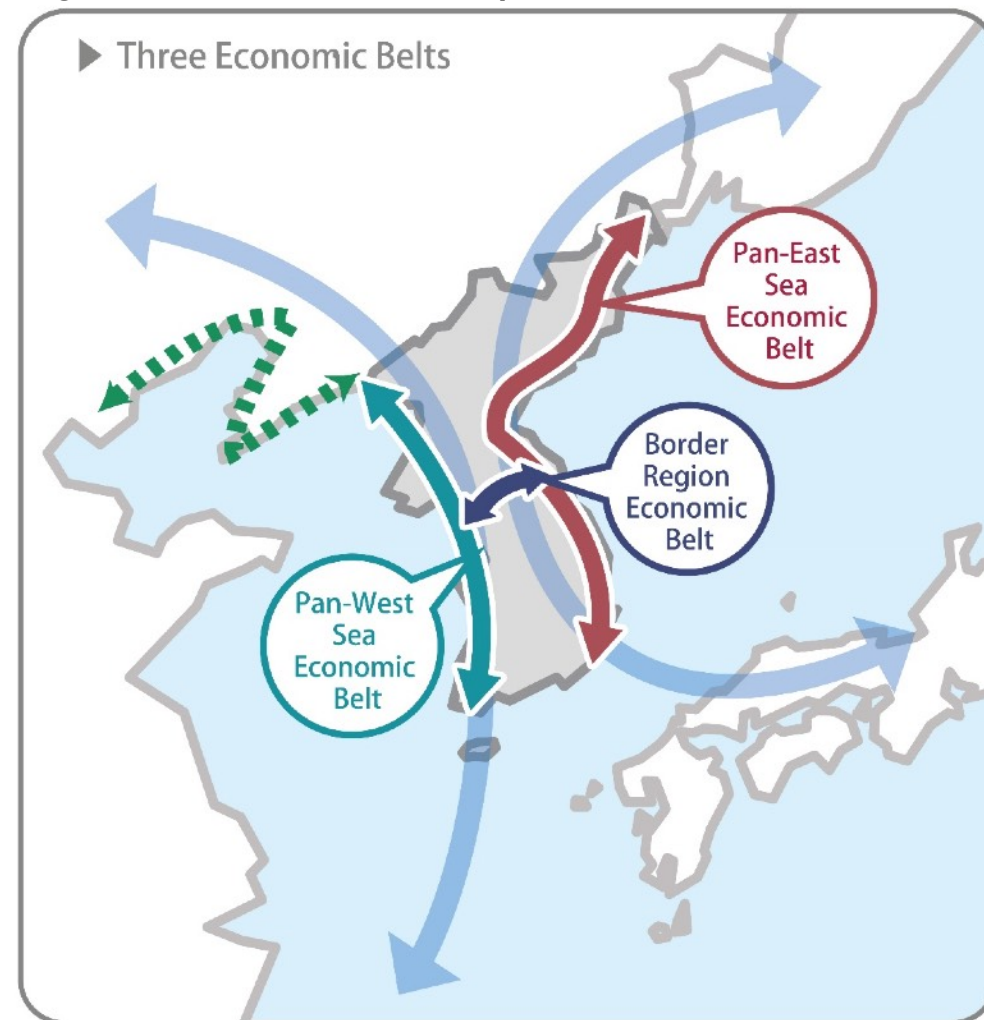 ▶ Three Economic Belts
Pan-East
Sea
Economic
Belt
Border
Region
Economic
Belt
Pan-West
Sea
Economic
Belt